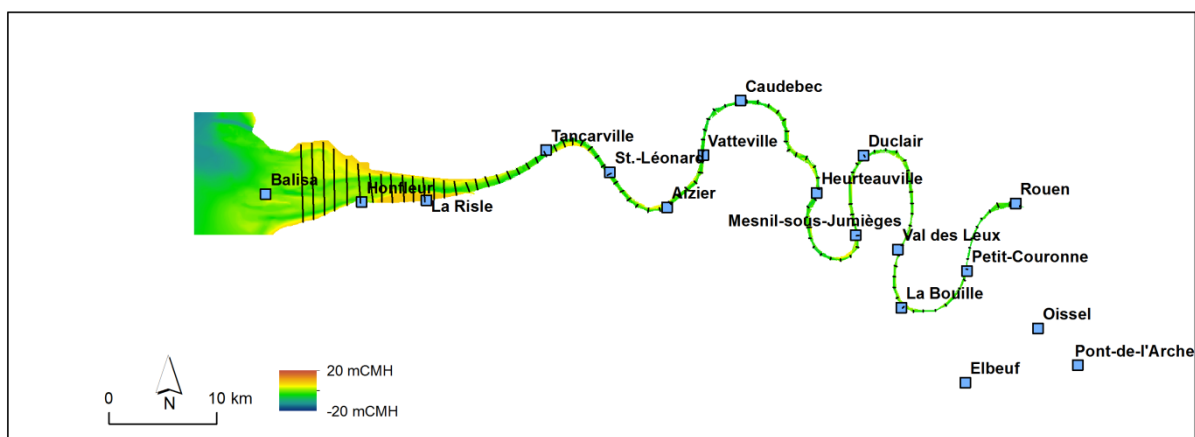 Caudebec
Tancarville
Vatteville
Duclair
St.-Léonard
Balisa
Honfleur
La Risle
Aizier
Heurteauville
Rouen
Mesnil-sous-Jumièges
Val des Leux
Petit-Couronne
La Bouille
Oissel
Pont-de-l'Arche
Elbeuf
0 10 km
N
20 mCMH
-20 mCMH